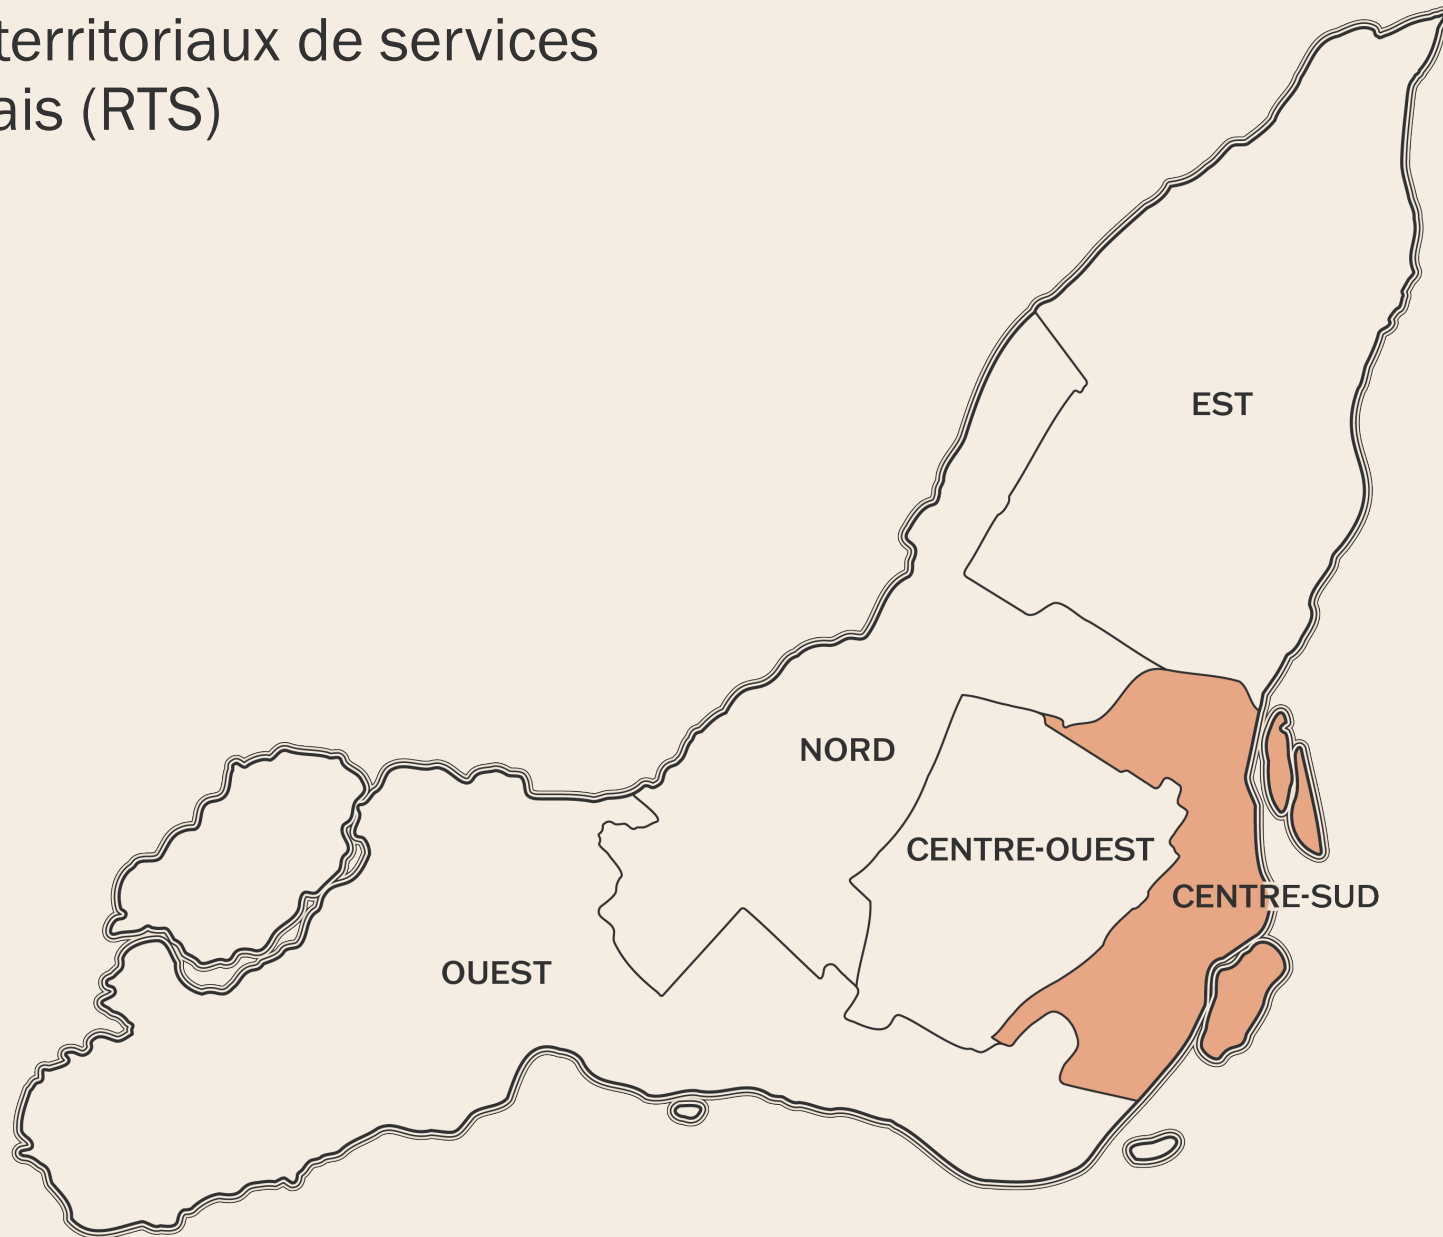 territoriaux de services
ais (RTS)
EST
NORD
CENTRE-OUEST
CENTRE-SUD
OUEST